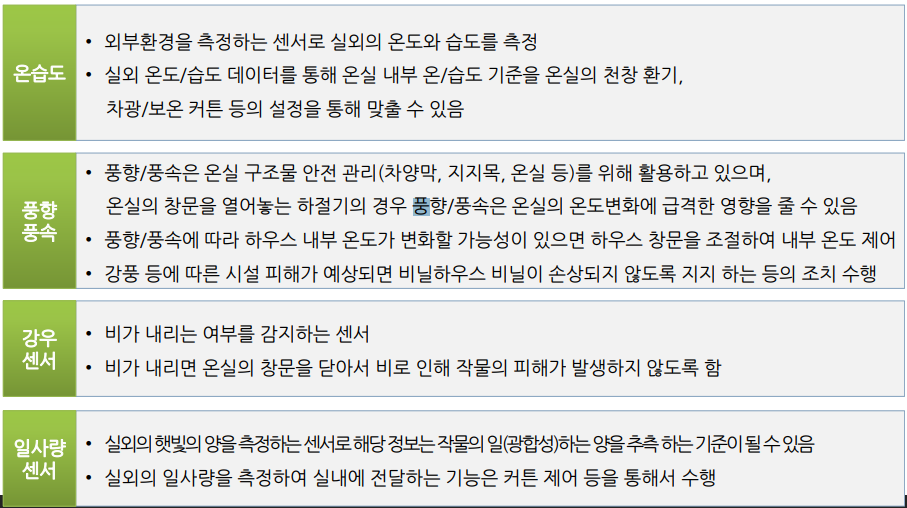 온습도
• 외부환경을 측정하는 센서로 실외의 온도와 습도를 측정
• 실외 온도/습도 데이터를 통해 온실 내부 온/습도 기준을 온실의 천창 환기,
차광/보온 커튼 등의 설정을 통해 맞출 수 있음
풍향
풍속
• 풍향/풍속은 온실 구조물 안전 관리(차양막, 지지목, 온실 등)를 위해 활용하고 있으며,
온실의 창문을 열어놓는 하절기의 경우 풍향/풍속은 온실의 온도변화에 급격한 영향을 줄 수 있음
• 풍향/풍속에 따라 하우스 내부 온도가 변화할 가능성이 있으면 하우스 창문을 조절하여 내부 온도 제어
• 강풍 등에 따른 시설 피해가 예상되면 비닐하우스 비닐이 손상되지 않도록 지지 하는 등의 조치 수행
강우
센서
• 비가 내리는 여부를 감지하는 센서
• 비가 내리면 온실의 창문을 닫아서 비로 인해 작물의 피해가 발생하지 않도록 함
일사량
센서
• 실외의 햇빛의 양을 측정하는 센서로 해당 정보는 작물의 일(광합성)하는 양을 추측 하는 기준이 될 수 있음
• 실외의 일사량을 측정하여 실내에 전달하는 기능은 커튼 제어 등을 통해서 수행